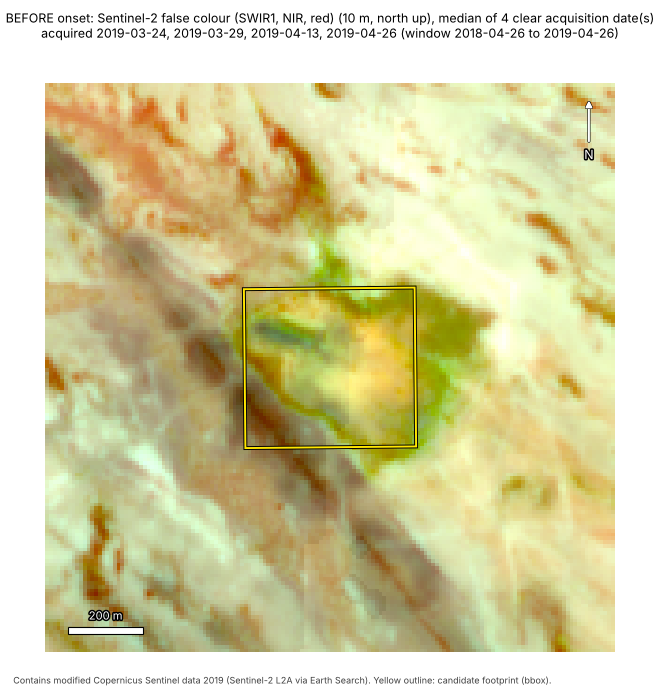 BEFORE onset: Sentinel-2 false colour (SWIR1, NIR, red) (10 m, north up), median of 4 clear acquisition date(s)
acquired 2019-03-24, 2019-03-29, 2019-04-13, 2019-04-26 (window 2018-04-26 to 2019-04-26)
N
200 m
Contains modified Copernicus Sentinel data 2019 (Sentinel-2 L2A via Earth Search). Yellow outline: candidate footprint (bbox).